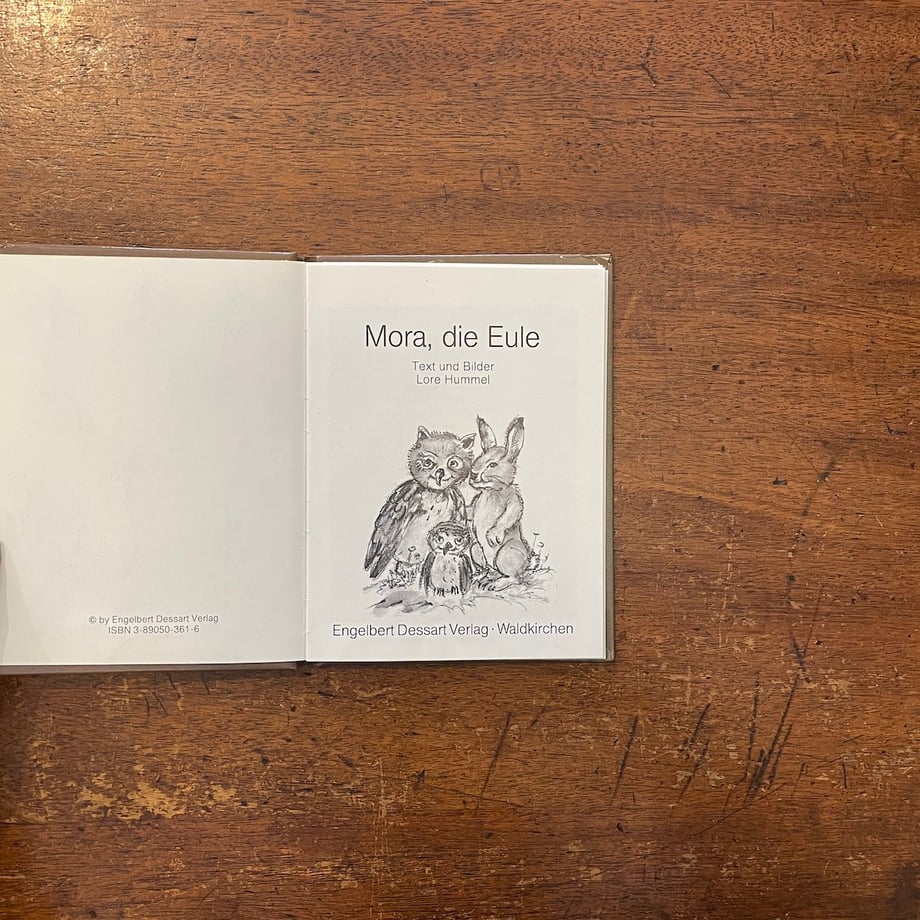 © by Engelbert Dessart Verlag
ISBN 3-89050-361-6
Mora, die Eule
Text und Bilder
Lore Hummel
Engelbert Dessart Verlag · Waldkirchen